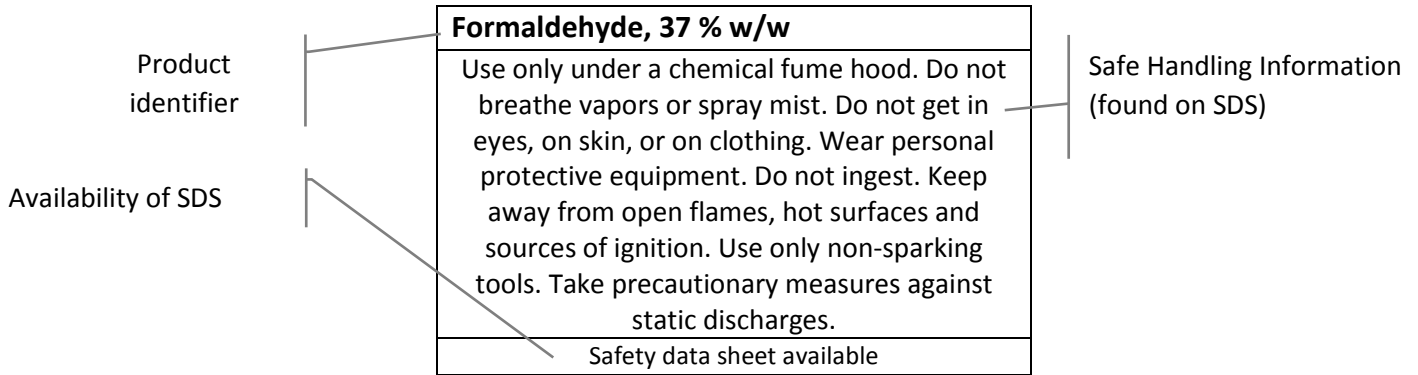 Product
identifier
Availability of SDS
Formaldehyde, 37 % w/w
Use only under a chemical fume hood. Do not
breathe vapors or spray mist. Do not get in
eyes, on skin, or on clothing. Wear personal
protective equipment. Do not ingest. Keep
away from open flames, hot surfaces and
sources of ignition. Use only non-sparking
tools. Take precautionary measures against
static discharges.
Safety data sheet available
Safe Handling Information
(found on SDS)